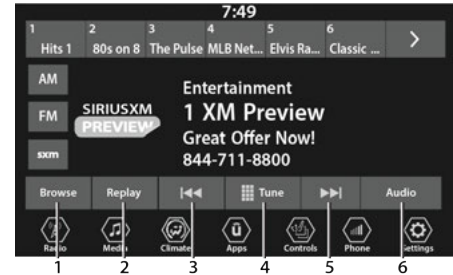 7:49
1 2 3 4 5 6
Hits 1 80s on 8 The Pulse MLB Net... Elvis Ra... Classic ...
AM
FM
sxm
SIRIUSXM
PREVIEW
Entertainment
1 XM Preview
Great Offer Now!
844-711-8800
Browse Replay Tune Audio
Radio Media Climate Apps Controls Phone Settings
1 2 3 4 5 6